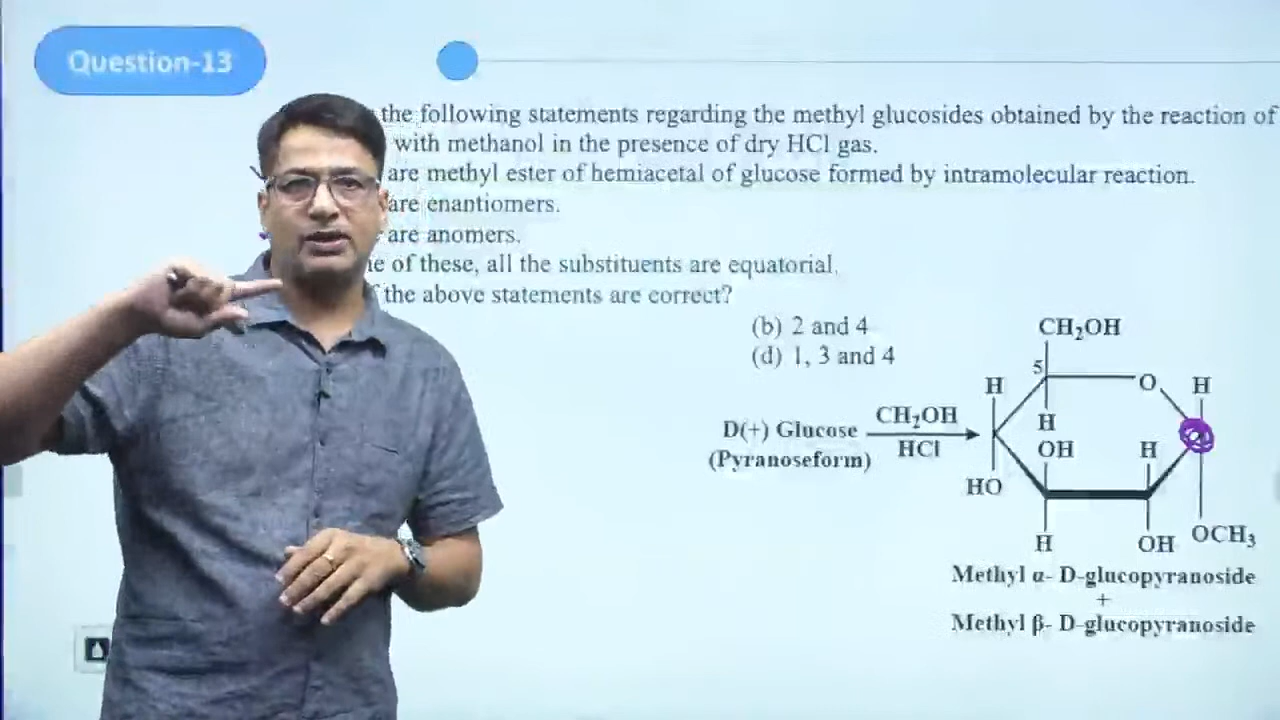 Question-13
the following statements regarding the methyl glucosides obtained by the reaction of
with methanol in the presence of dry HCl gas.
are methyl ester of hemiacetal of glucose formed by intramolecular reaction.
are enantiomers.
are anomers.
of these, all the substituents are equatorial.
the above statements are correct?
(b) 2 and 4
(d) 1, 3 and 4
CH₂OH
5
O
H
H
H
OH
H
D(+) Glucose
(Pyranoseform)
CH₂OH
HCl
HO
H
OH
OCH₃
Methyl α- D-glucopyranoside
+
Methyl β- D-glucopyranoside